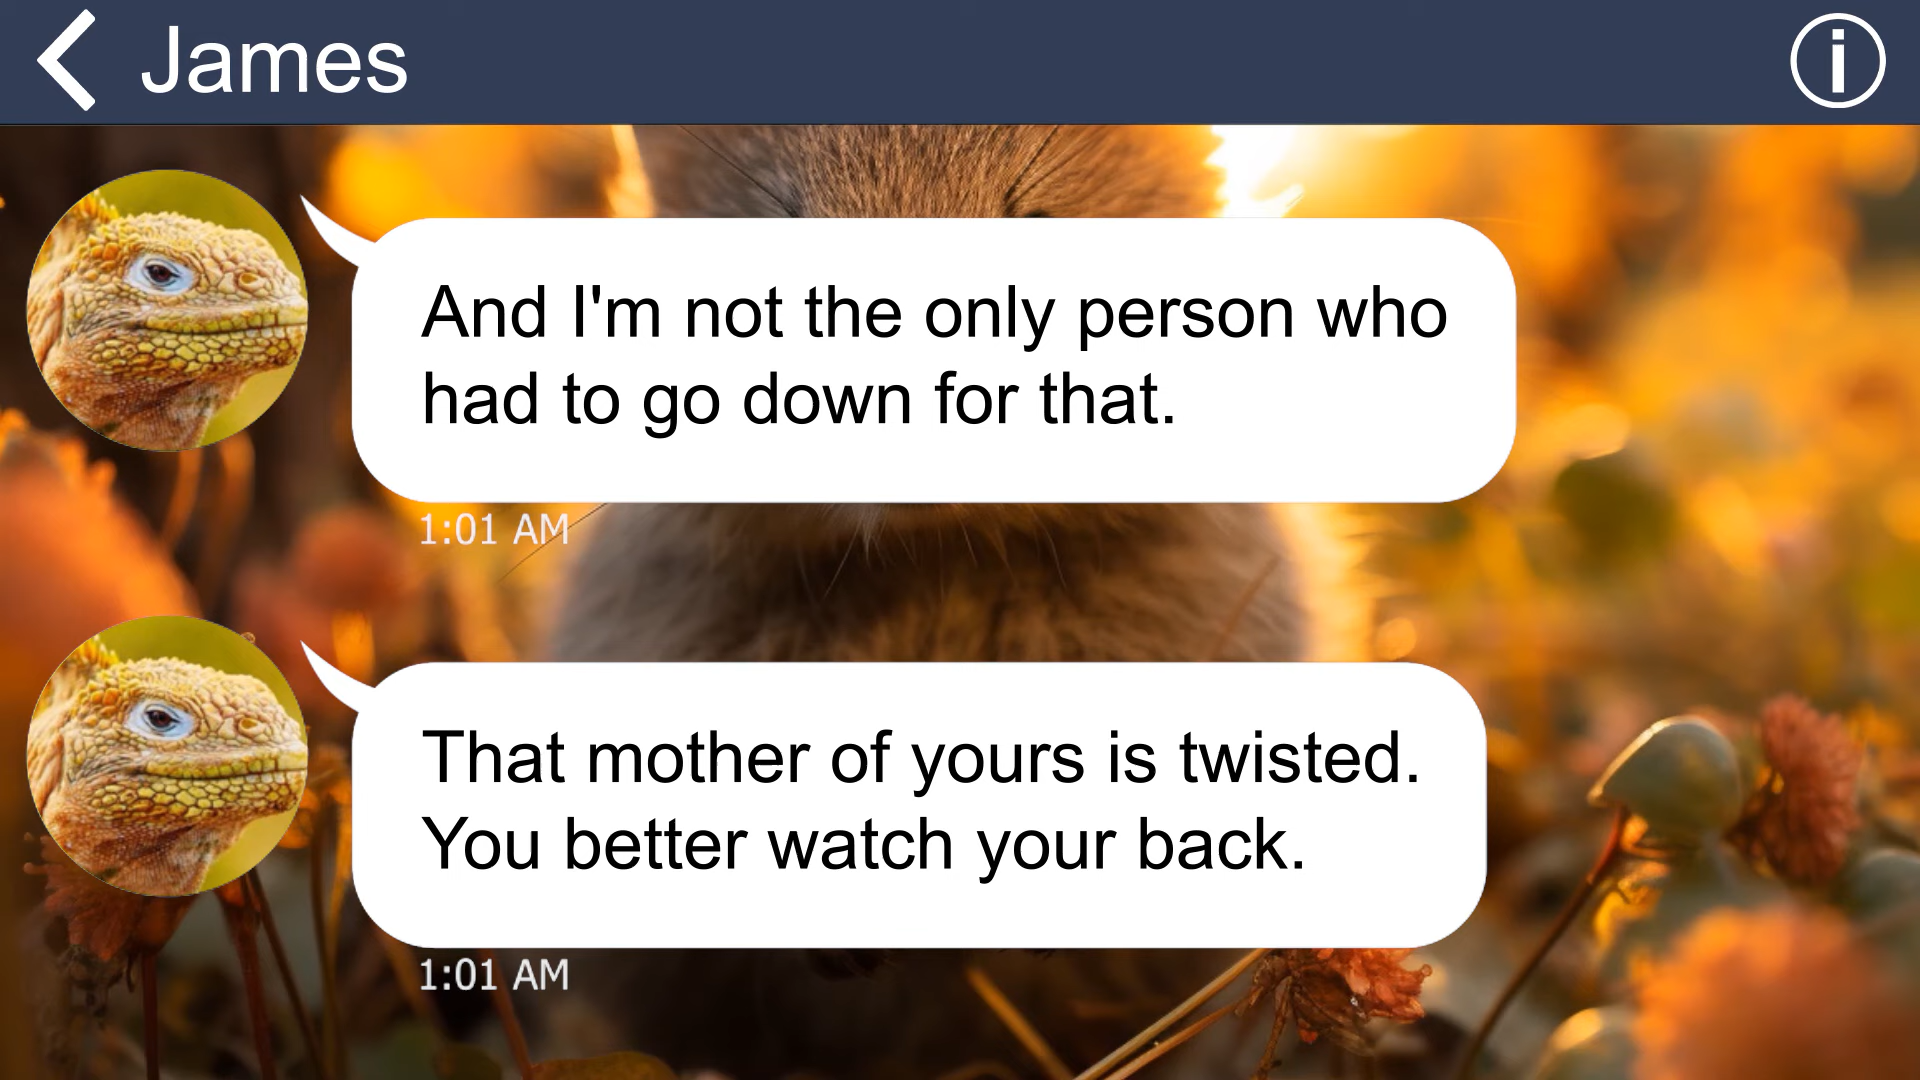 James
And I'm not the only person who
had to go down for that.
1:01 AM
That mother of yours is twisted.
You better watch your back.
1:01 AM